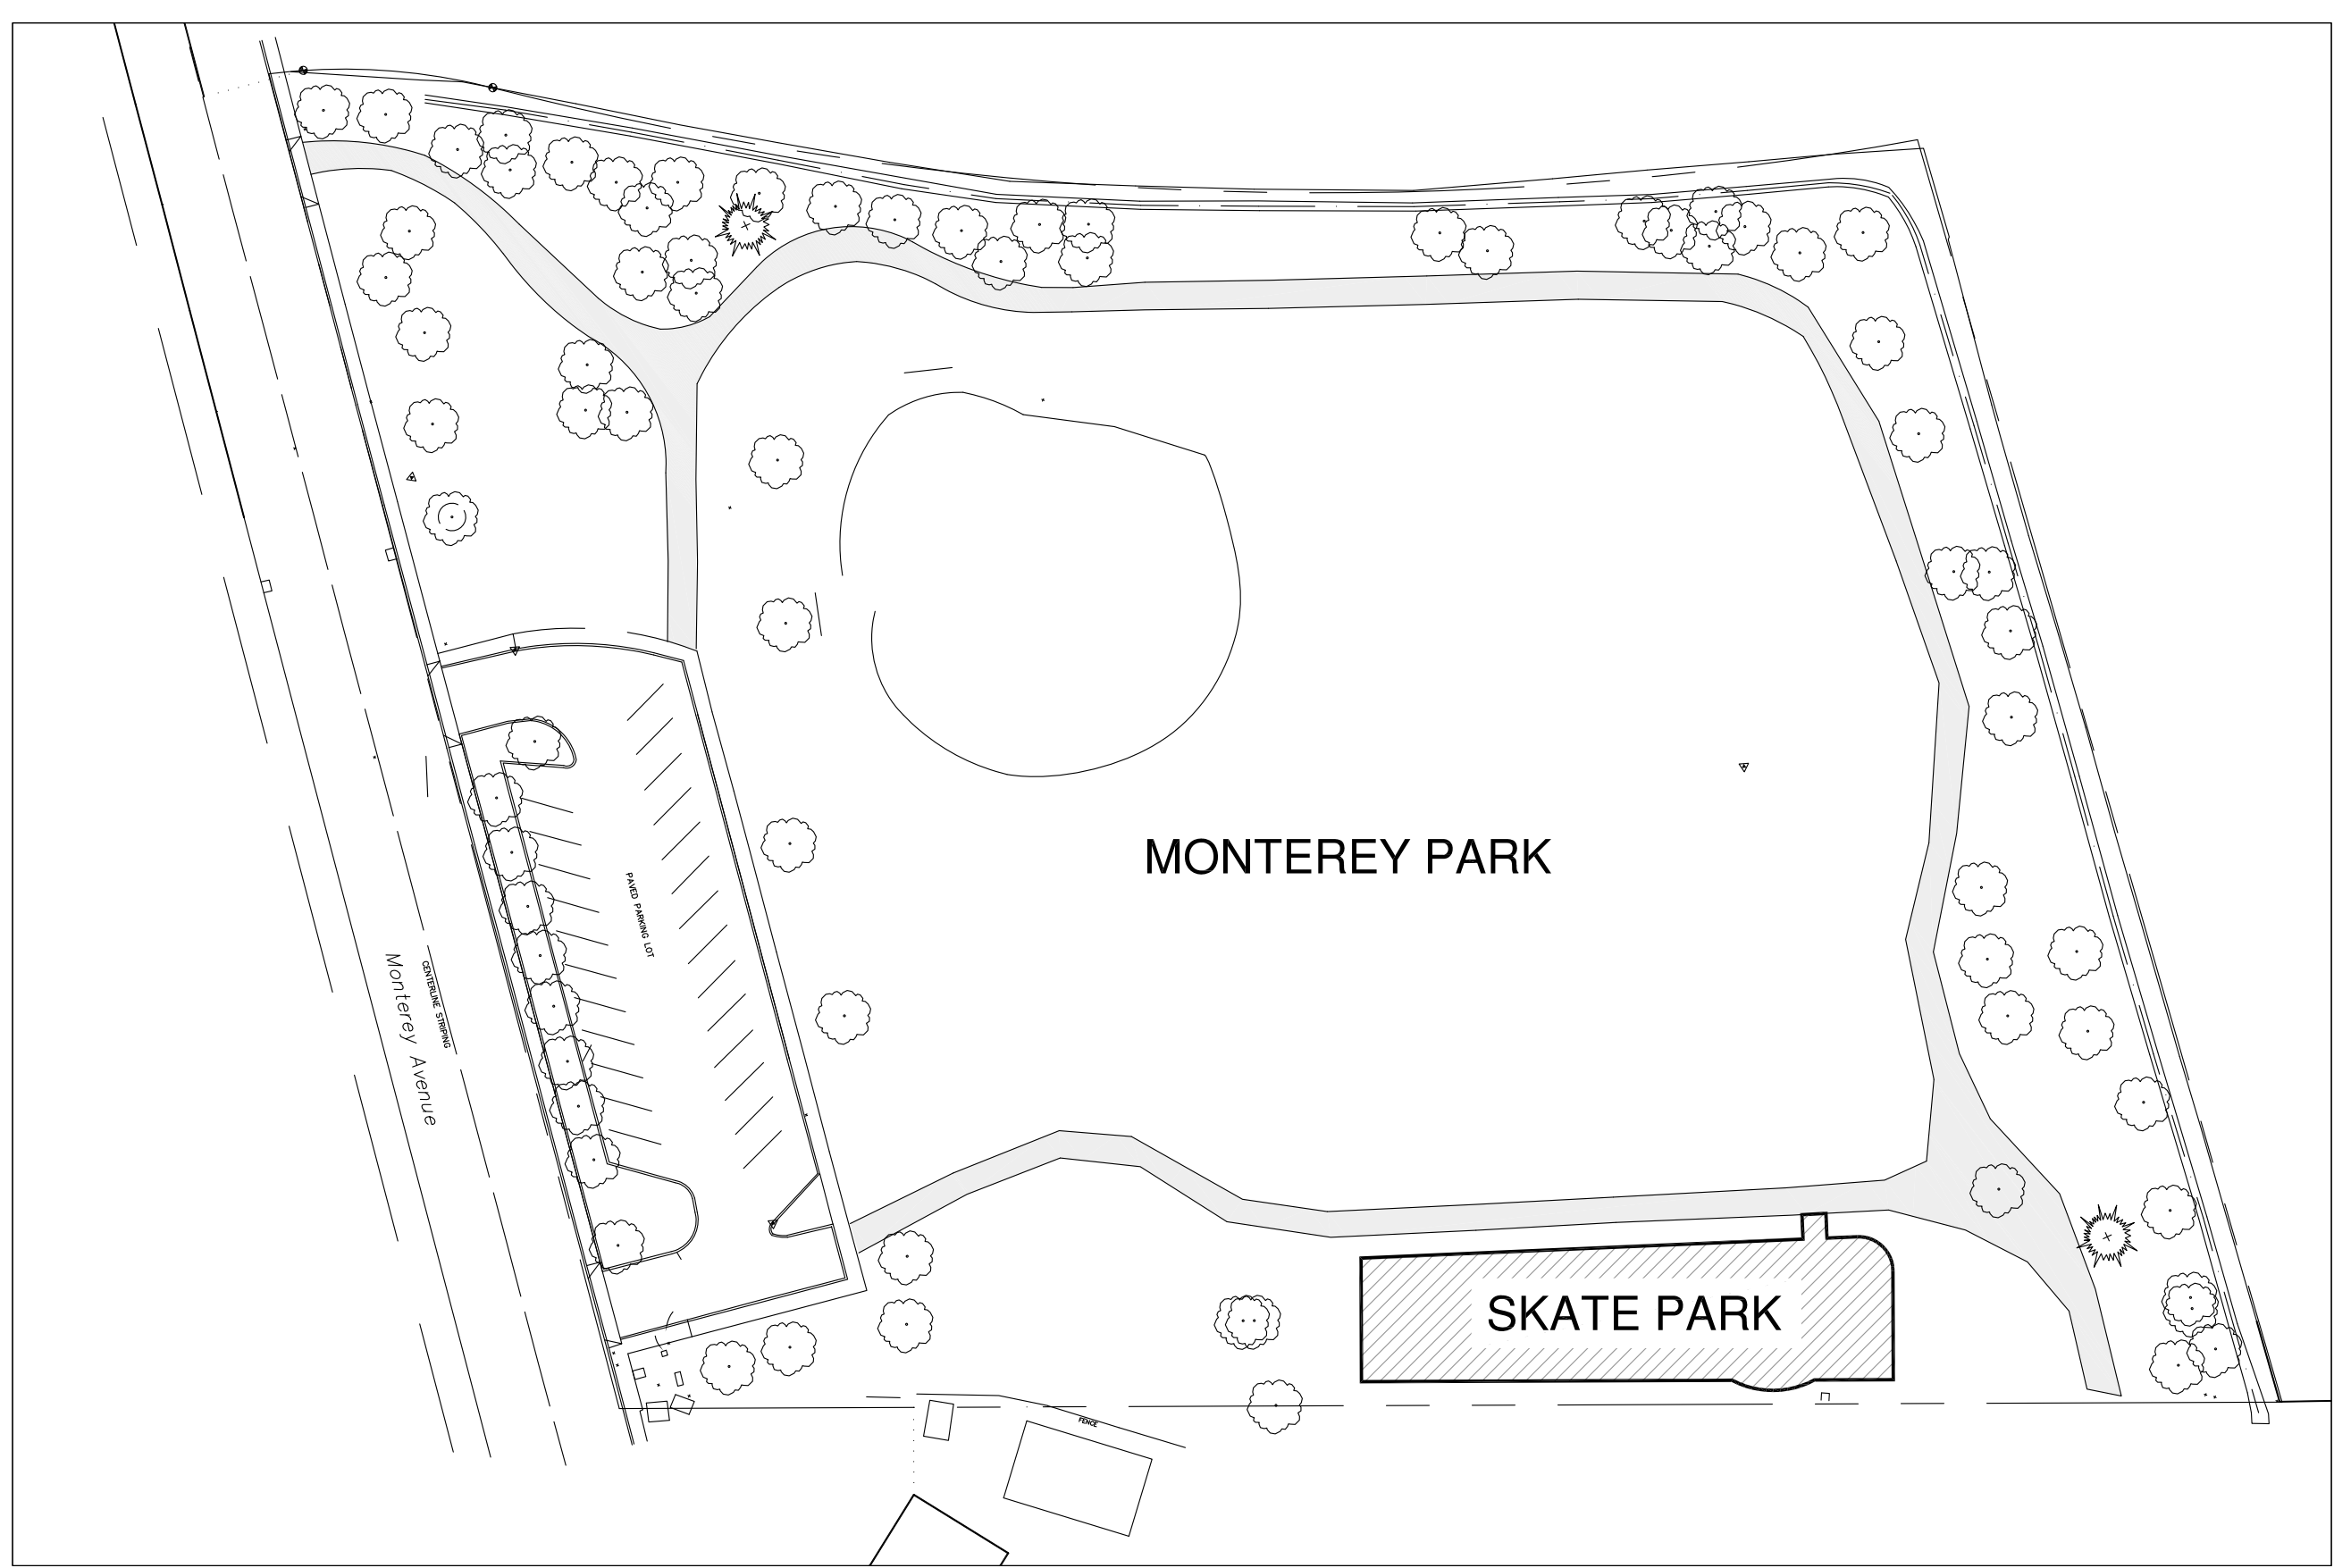 MONTEREY PARK
PAVED PARKING LOT
CENTERLINE STRIPING
Monterey Avenue
SKATE PARK
FENCE